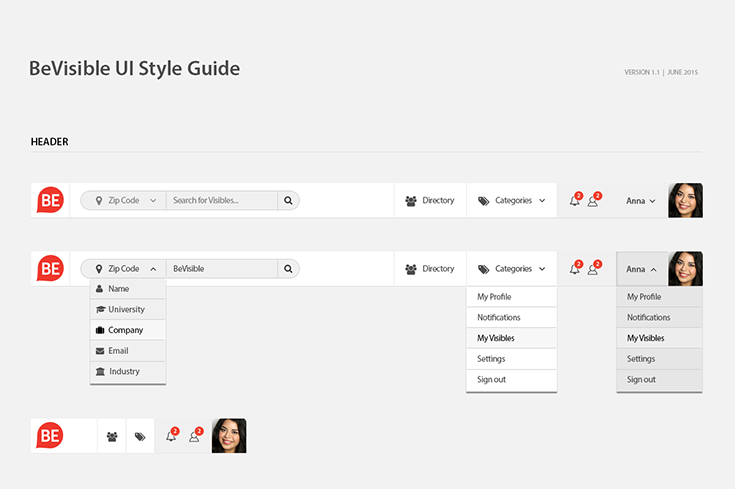 BeVisible UI Style Guide
VERSION 1.1 | JUNE 2015
HEADER
BE Zip Code Search for Visibles... Directory Categories 2 2 Anna
BE Zip Code BeVisible Directory Categories 2 2 Anna
Name
University
Company
Email
Industry
My Profile
Notifications
My Visibles
Settings
Sign out
My Profile
Notifications
My Visibles
Settings
Sign out
BE 2 2